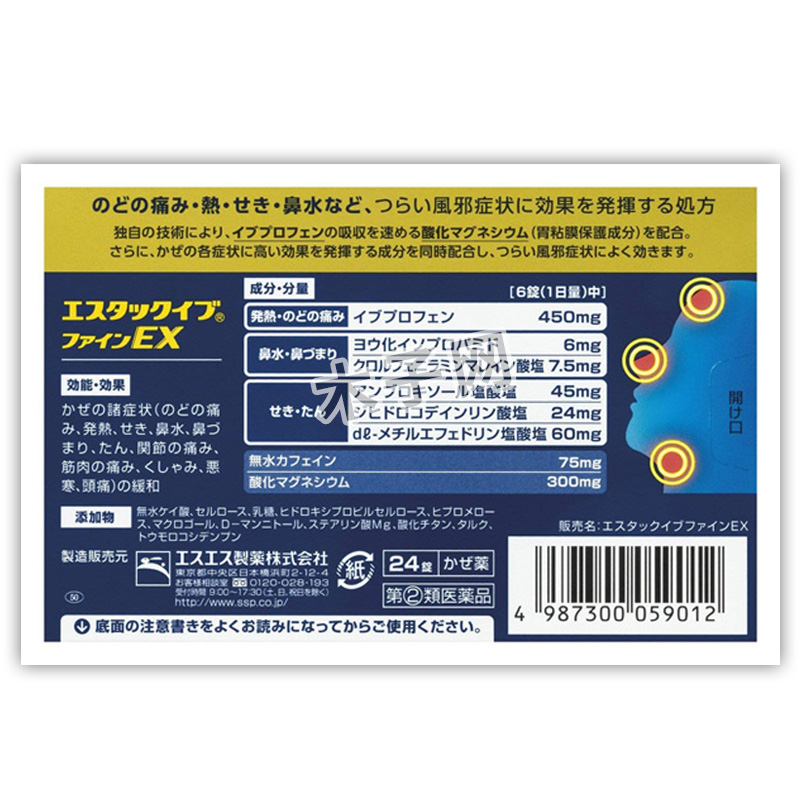 のどの痛み・熱・せき・鼻水など、つらい風邪症状に効果を発揮する処方
独自の技術により、イブプロフェンの吸収を速める酸化マグネシウム(胃粘膜保護成分)を配合。
さらに、かぜの各症状に高い効果を発揮する成分を同時配合し、つらい風邪症状によく効きます。
エスタックイブ®
ファインEX
効能・効果
かぜの諸症状(のどの痛
み、発熱、せき、鼻水、鼻づ
まり、たん、関節の痛み、
筋肉の痛み、くしゃみ、悪
寒、頭痛)の緩和
成分・分量 [6錠(1日量)中]
発熱・のどの痛み イブプロフェン 450mg
鼻水・鼻づまり ヨウ化イソプロパミド 6mg
クロルフェニラミンマレイン酸塩 7.5mg
せき・たん アンブロキソール塩酸塩 45mg
ジヒドロコデインリン酸塩 24mg
dℓ-メチルエフェドリン塩酸塩 60mg
無水カフェイン 75mg
酸化マグネシウム 300mg
木子网
開け口
添加物 無水ケイ酸、セルロース、乳糖、ヒドロキシプロピルセルロース、ヒプロメロー
ス、マクロゴール、D-マンニトール、ステアリン酸Mg、酸化チタン、タルク、
トウモロコシデンプン
販売名:エスタックイブファインEX
製造販売元 エスエス製薬株式会社
東京都中央区日本橋浜町2-12-4
お客様相談室 0120-028-193
受付時間 9:00〜17:30(土、日、祝日を除く)
http://www.ssp.co.jp/
50
紙
24錠 かぜ薬
指②類医薬品
4 987300 059012
底面の注意書きをよくお読みになってからご使用ください。